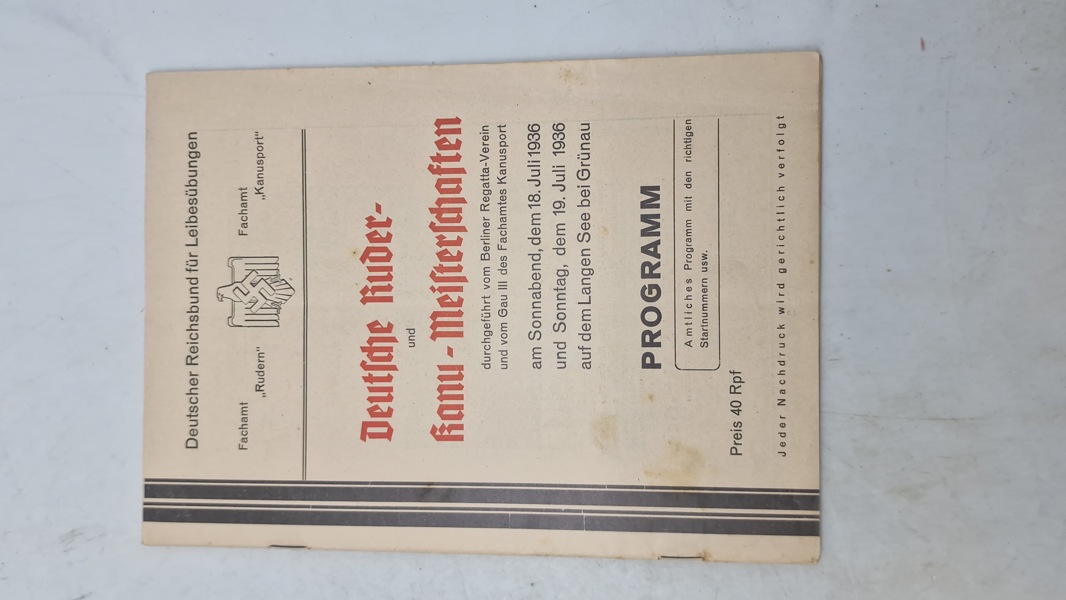 Deutscher Reichsbund für Leibesübungen
Fachamt
„Rudern“
Fachamt
„Kanusport“
Deutsche Ruder-
und
Kanu-Meisterschaften
durchgeführt vom Berliner Regatta-Verein
und vom Gau III des Fachamtes Kanusport
am Sonnabend, dem 18. Juli 1936
und Sonntag, dem 19. Juli 1936
auf dem Langen See bei Grünau
PROGRAMM
Amtliches Programm mit den richtigen
Startnummern usw.
Preis 40 Rpf
Jeder Nachdruck wird gerichtlich verfolgt